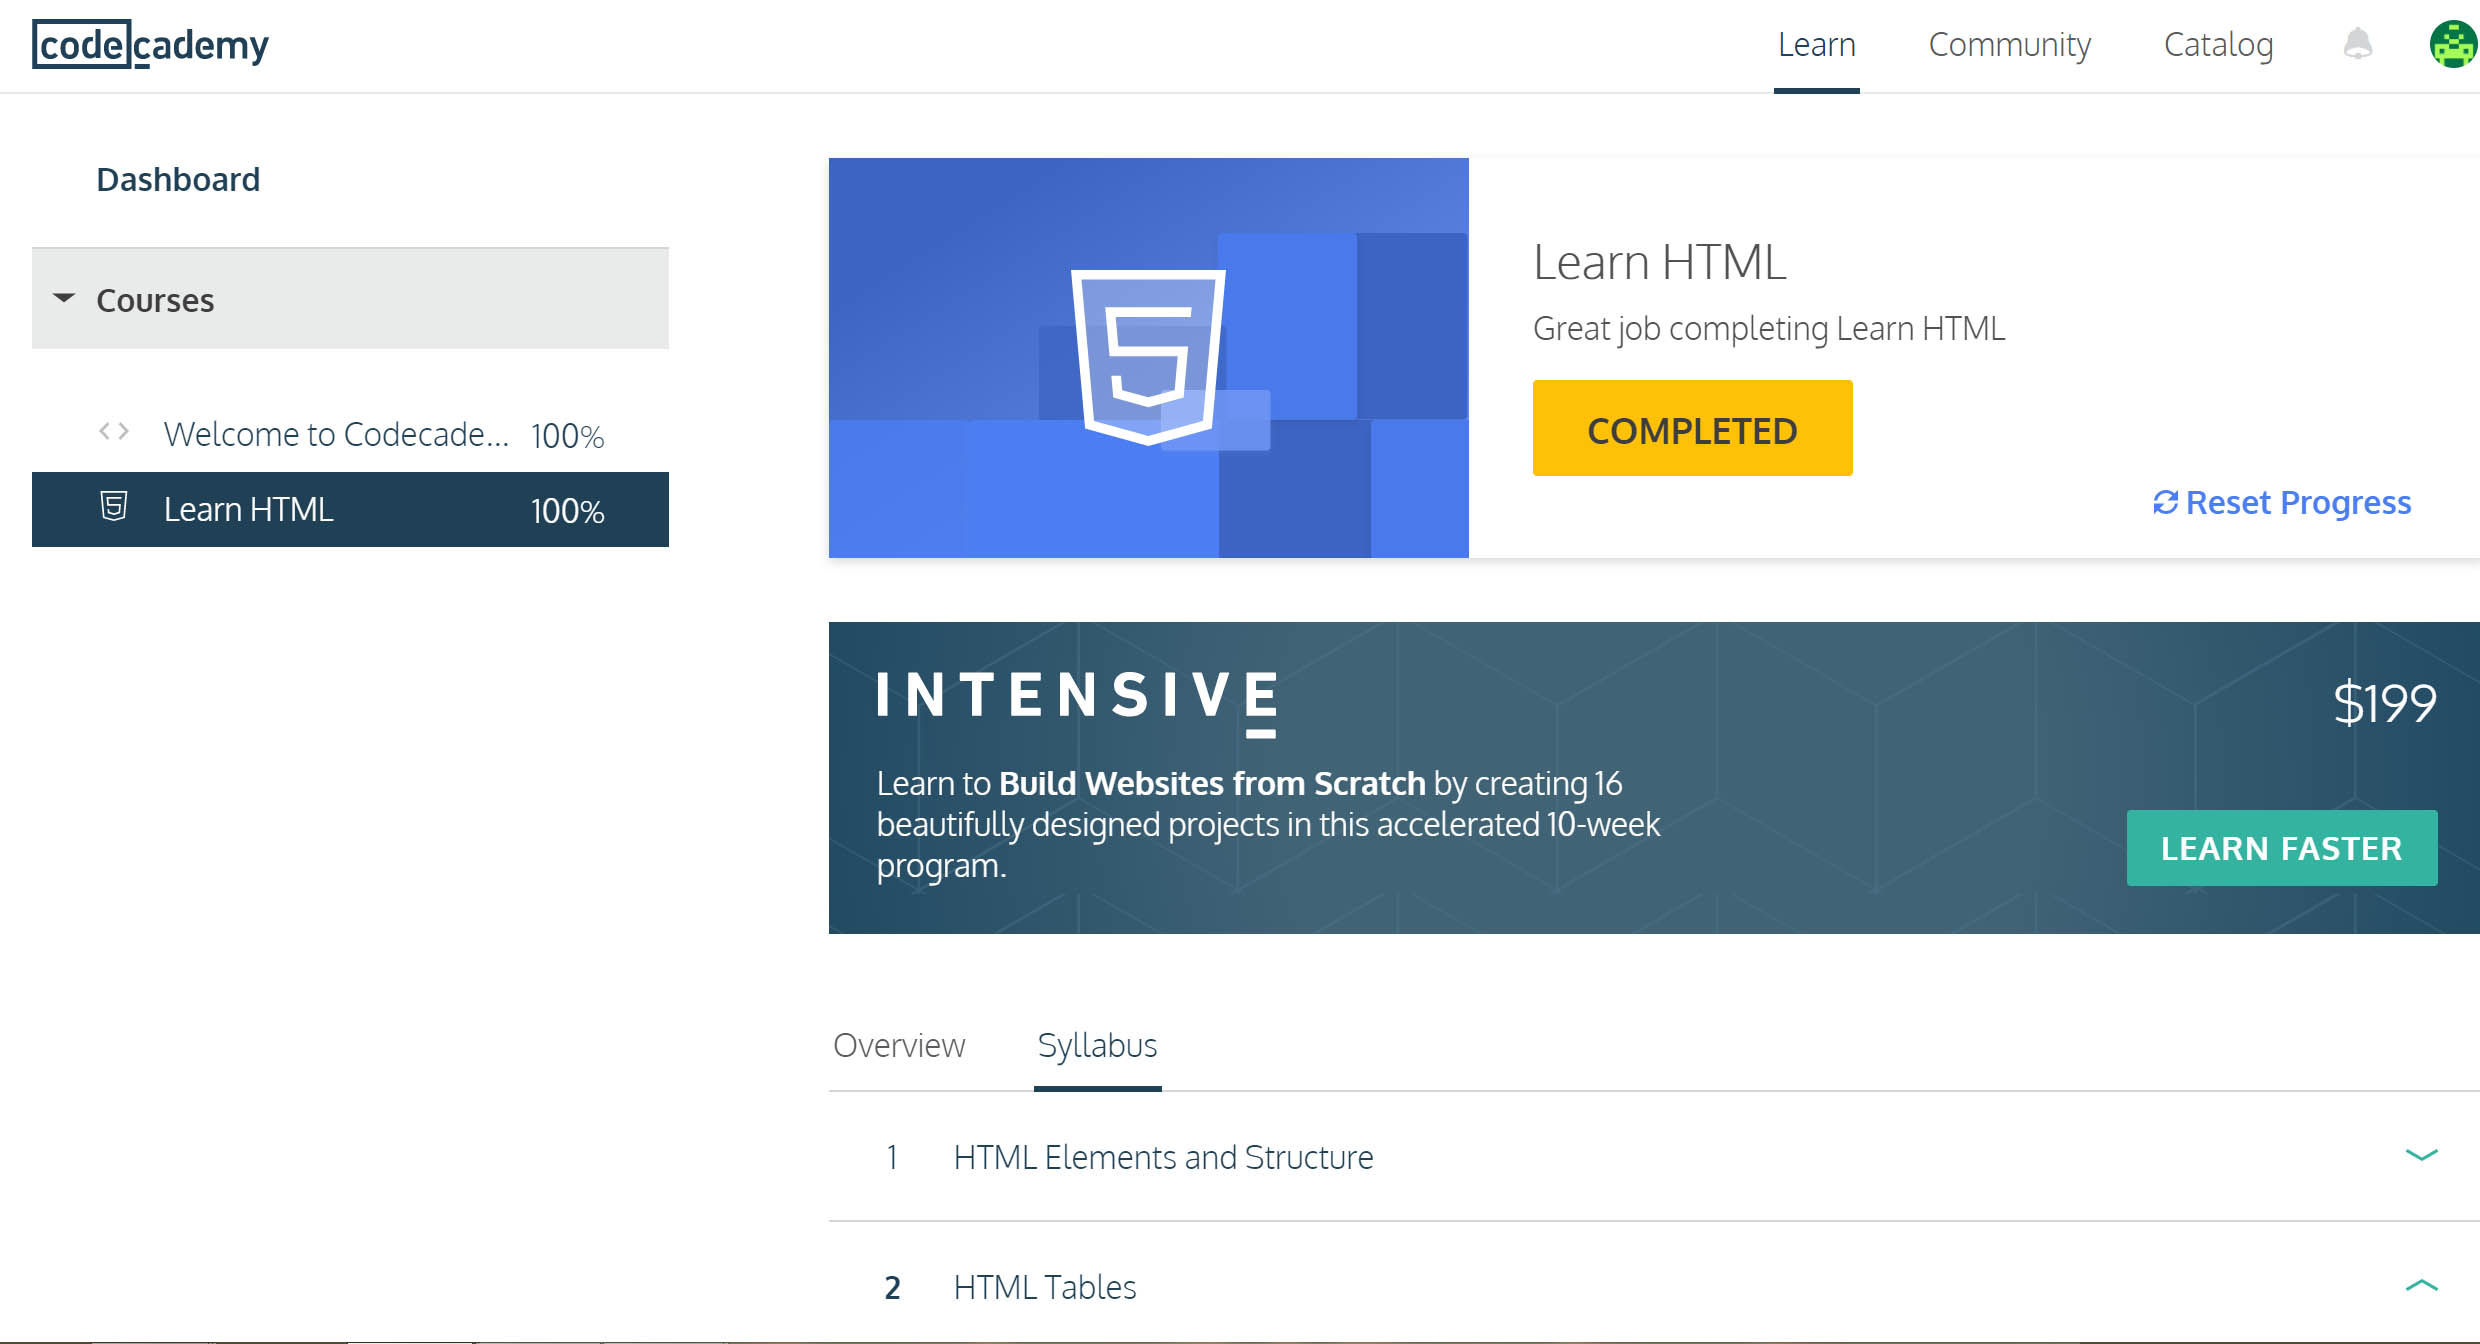 codecademy
Learn Community Catalog
Dashboard
Courses
Welcome to Codecade... 100%
Learn HTML 100%
Learn HTML
Great job completing Learn HTML
COMPLETED
Reset Progress
INTENSIVE
$199
Learn to Build Websites from Scratch by creating 16
beautifully designed projects in this accelerated 10-week
program.
LEARN FASTER
Overview Syllabus
1 HTML Elements and Structure
2 HTML Tables